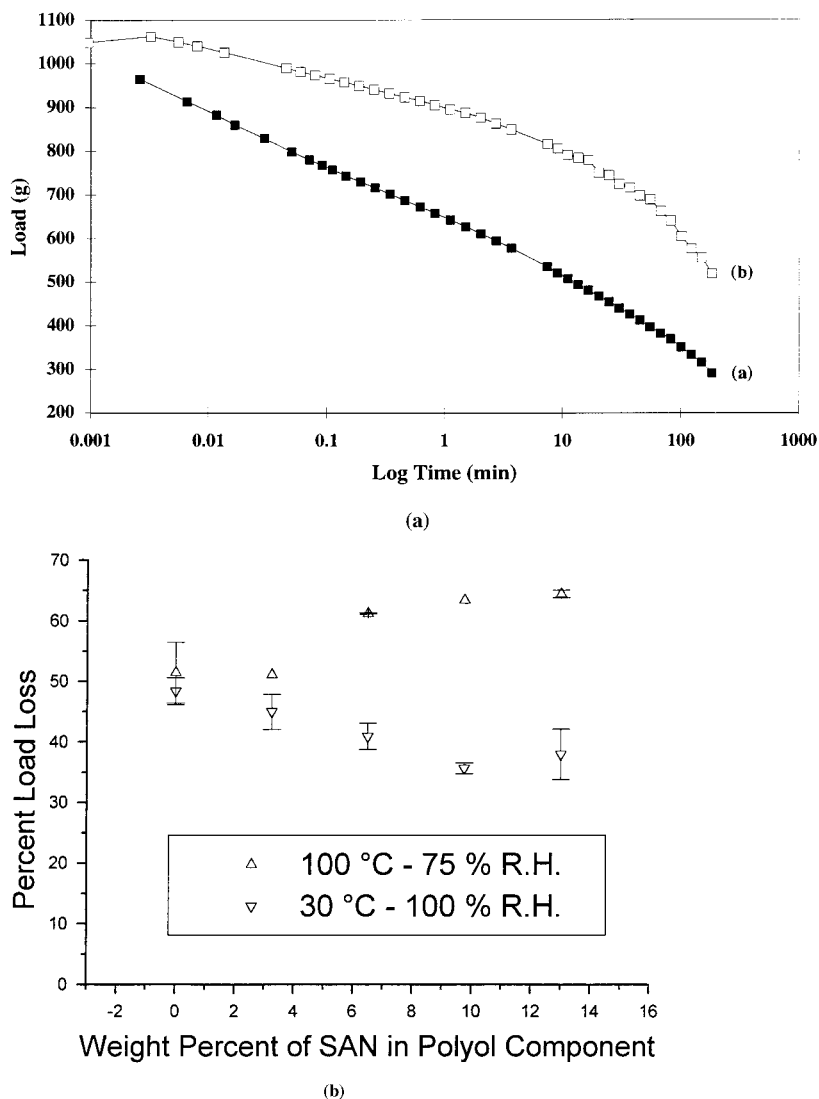 1100
1000
900
800
700
600
500
400
300
200
Load (g)
(b)
(a)
0.001 0.01 0.1 1 10 100 1000
Log Time (min)
(a)
70
60
50
40
30
20
10
0
Percent Load Loss
100 °C - 75 % R.H.
30 °C - 100 % R.H.
-2 0 2 4 6 8 10 12 14 16
Weight Percent of SAN in Polyol Component
(b)